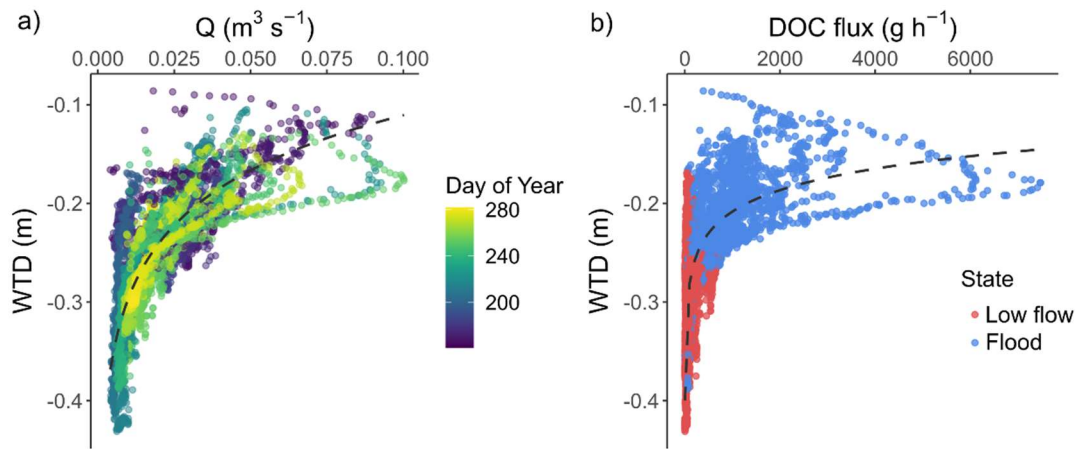 a)
Q (m³ s⁻¹)
0.000 0.025 0.050 0.075 0.100
WTD (m)
-0.1
-0.2
-0.3
-0.4
Day of Year
280
240
200
b)
DOC flux (g h⁻¹)
0 2000 4000 6000
WTD (m)
-0.1
-0.2
-0.3
-0.4
State
Low flow
Flood